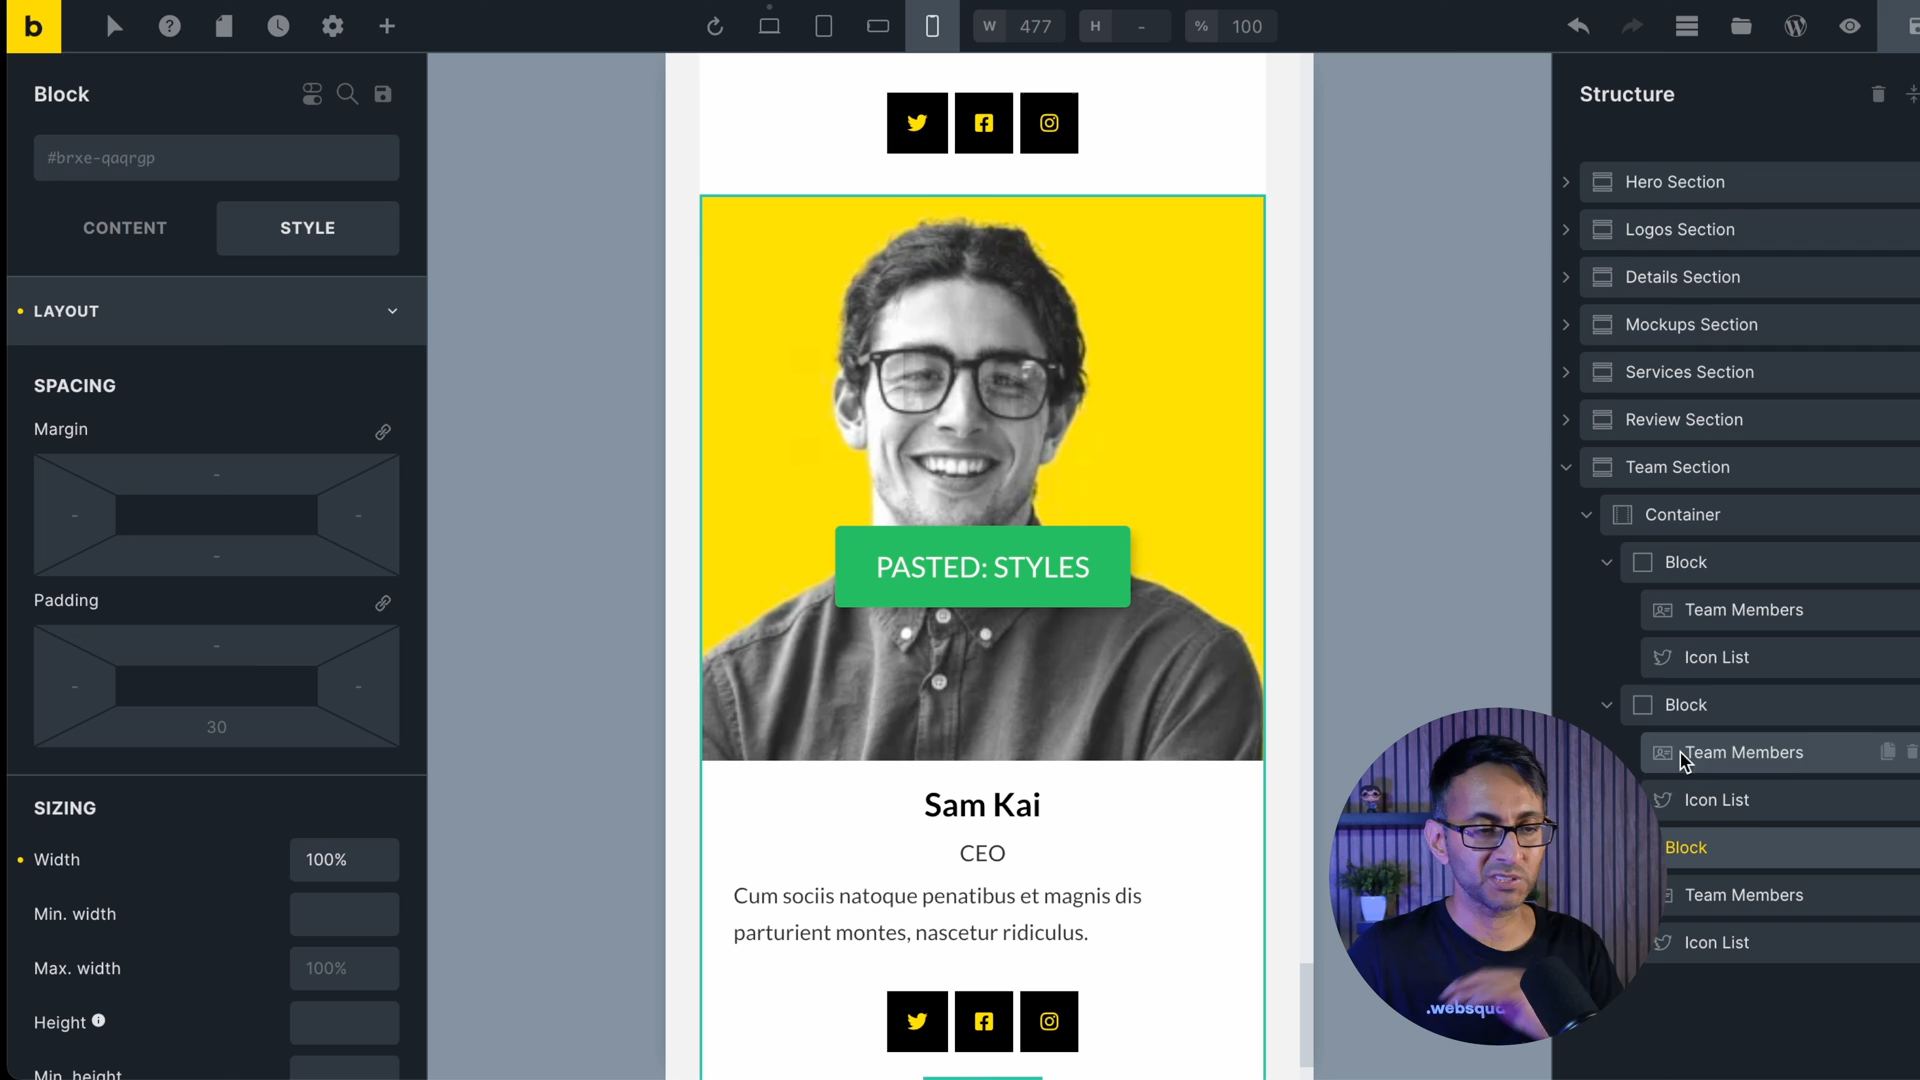 b
W 477 H - % 100
Block
#brxe-qaqrgp
CONTENT STYLE
LAYOUT
SPACING
Margin
-
- -
-
Padding
-
- -
30
SIZING
Width 100%
Min. width
Max. width 100%
Height
Min. height
PASTED: STYLES
Sam Kai
CEO
Cum sociis natoque penatibus et magnis dis
parturient montes, nascetur ridiculus.
Structure
Hero Section
Logos Section
Details Section
Mockups Section
Services Section
Review Section
Team Section
Container
Block
Team Members
Icon List
Block
Team Members
Icon List
Block
Team Members
Icon List